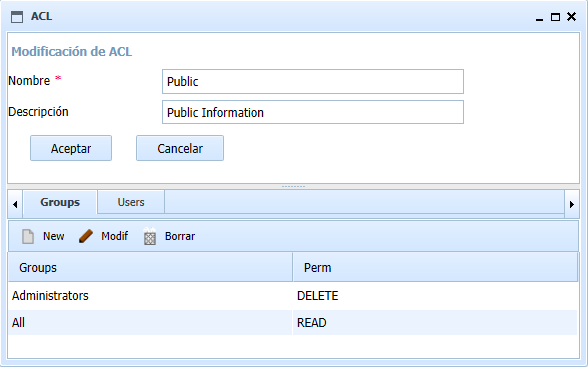 ACL
Modificación de ACL
Nombre *
Public
Descripción
Public Information
Aceptar Cancelar
Groups Users
New Modif Borrar
Groups Perm
Administrators DELETE
All READ